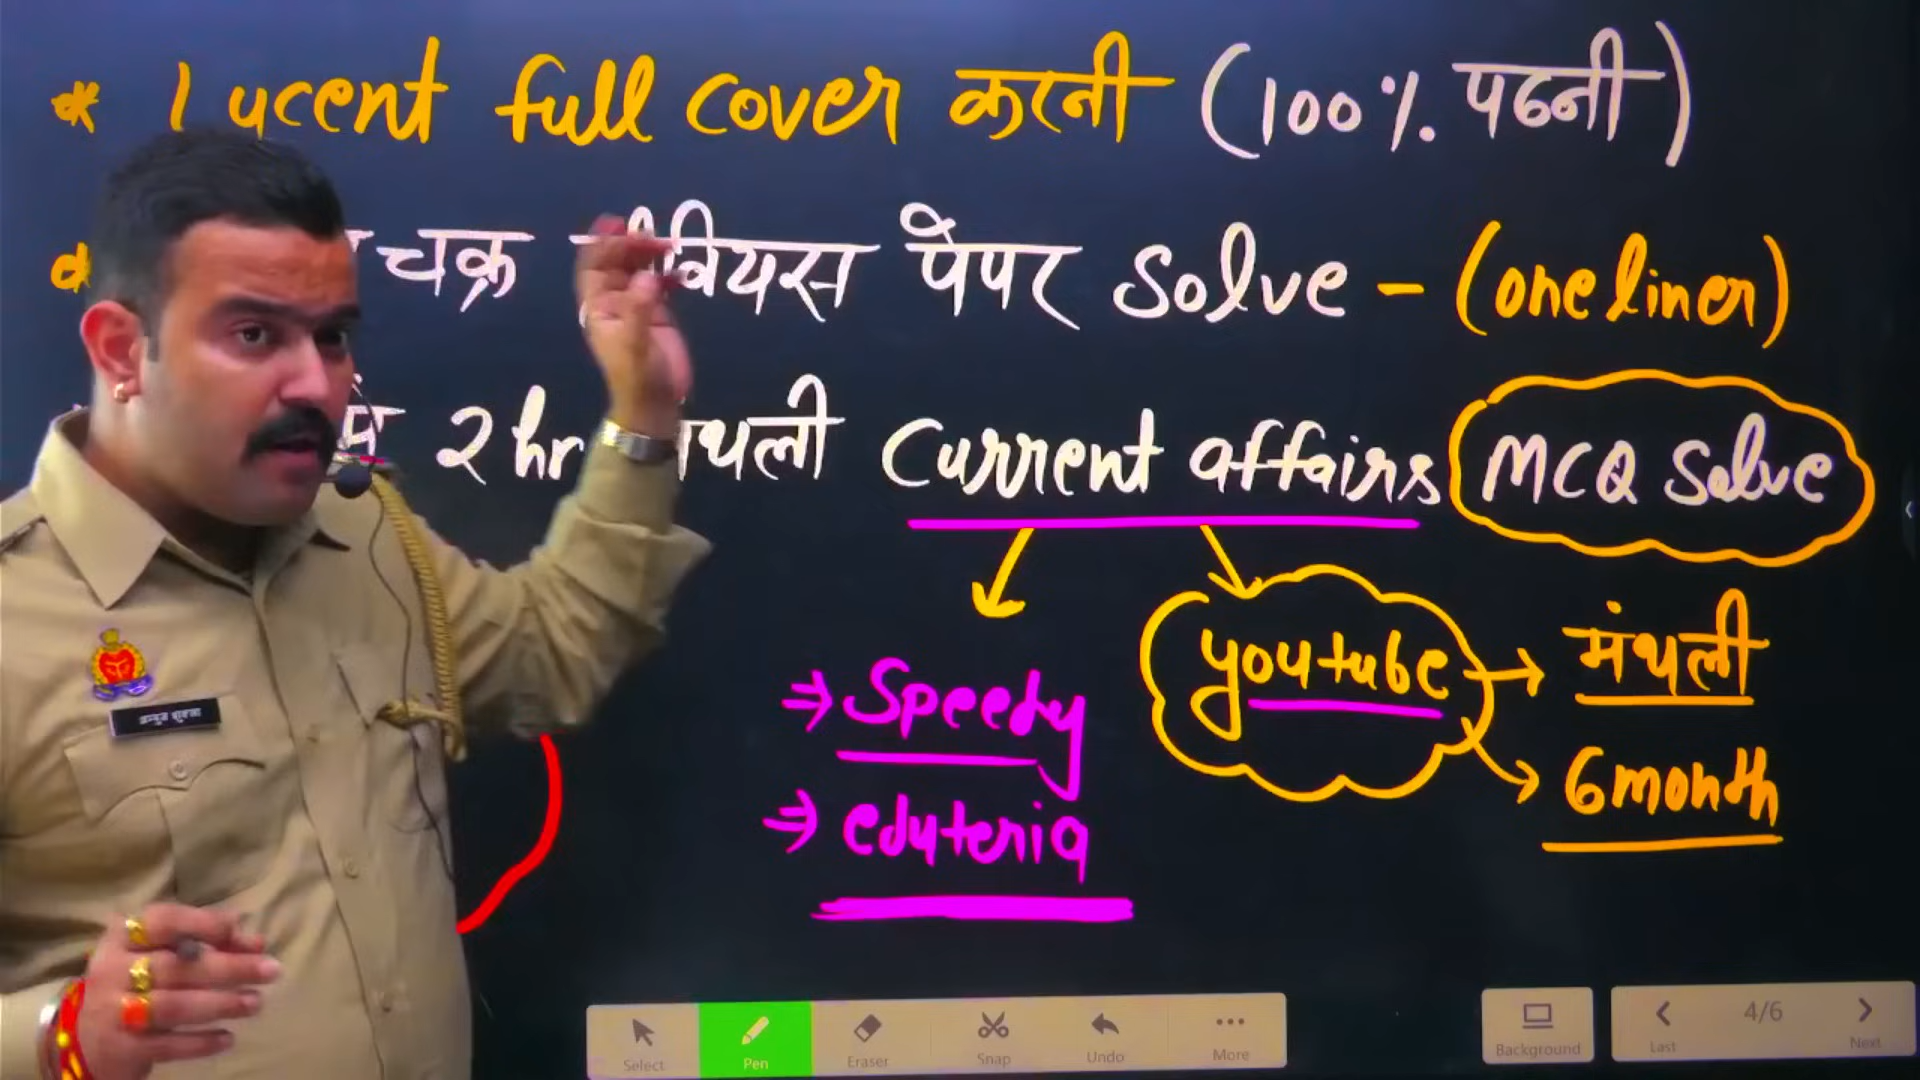 * Lucent full cover करनी (100% पढनी)
चक्र प्रीवियस पेपर Solve - (one liner)
में 2 hr मंथली Current affairs MCQ Solve
⇒ Speedy
youtube → मंथली
→ 6 month
⇒ eduteria
Select Pen Eraser Snap Undo More Background Last 4/6 Next